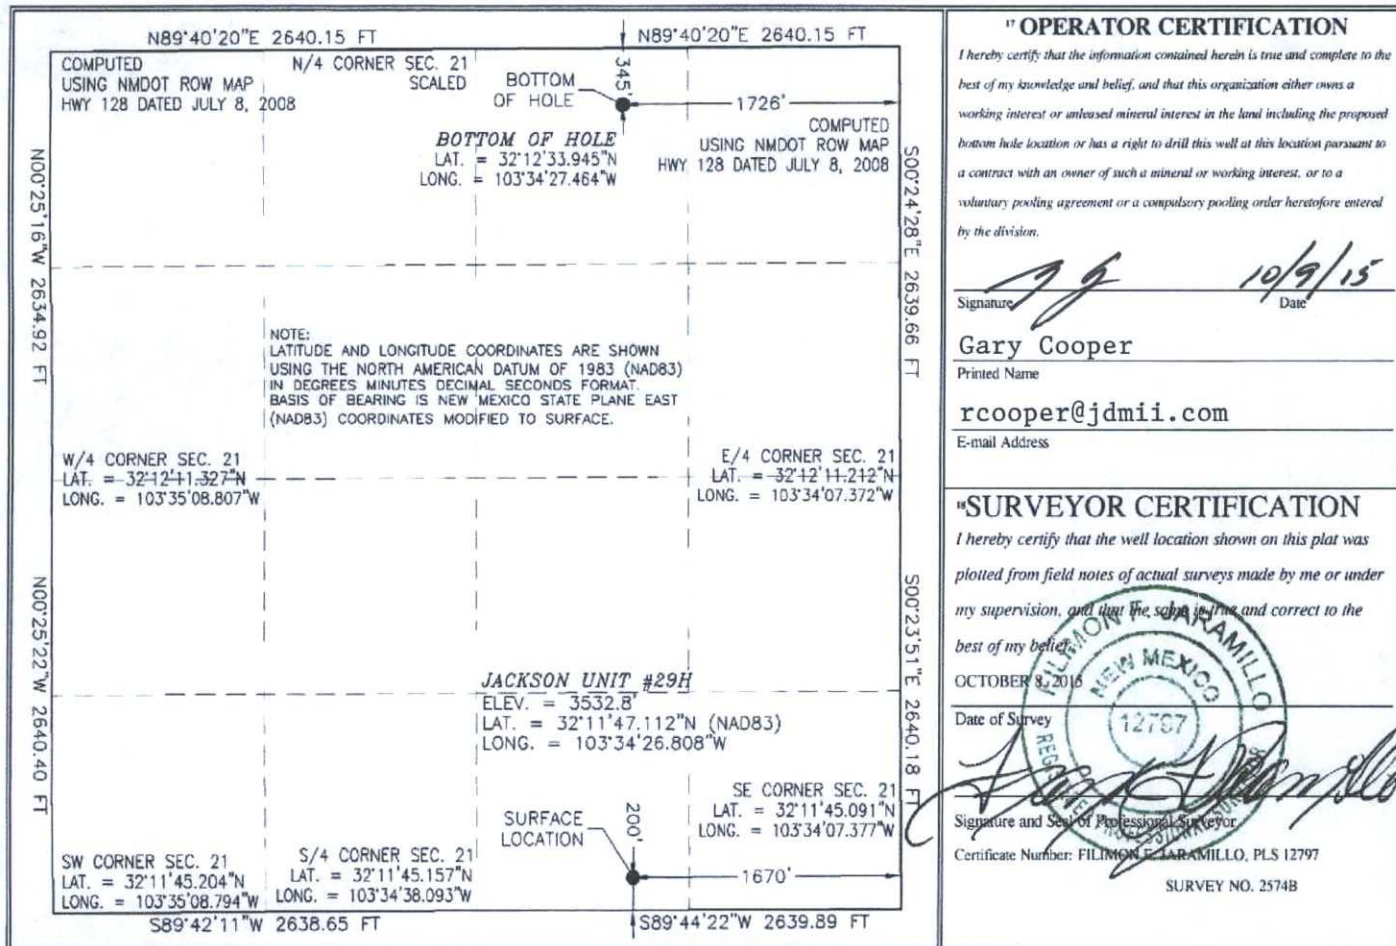 N89°40'20"E 2640.15 FT
N89°40'20"E 2640.15 FT
COMPUTED
USING NMDOT ROW MAP
HWY 128 DATED JULY 8, 2008
N/4 CORNER SEC. 21
SCALED
BOTTOM
OF HOLE
345'
1726'
BOTTOM OF HOLE
LAT. = 32°12'33.945"N
LONG. = 103°34'27.464"W
COMPUTED
USING NMDOT ROW MAP
HWY 128 DATED JULY 8, 2008
N00°25'16"W 2634.92 FT
S00°24'28"E 2639.66 FT
NOTE:
LATITUDE AND LONGITUDE COORDINATES ARE SHOWN
USING THE NORTH AMERICAN DATUM OF 1983 (NAD83)
IN DEGREES MINUTES DECIMAL SECONDS FORMAT.
BASIS OF BEARING IS NEW MEXICO STATE PLANE EAST
(NAD83) COORDINATES MODIFIED TO SURFACE.
W/4 CORNER SEC. 21
LAT. = 32°12'11.327"N
LONG. = 103°35'08.807"W
E/4 CORNER SEC. 21
LAT. = 32°12'11.212"N
LONG. = 103°34'07.372"W
N00°25'22"W 2640.40 FT
S00°23'51"E 2640.18 FT
JACKSON UNIT #29H
ELEV. = 3532.8'
LAT. = 32°11'47.112"N (NAD83)
LONG. = 103°34'26.808"W
SE CORNER SEC. 21
LAT. = 32°11'45.091"N
LONG. = 103°34'07.377"W
SURFACE
LOCATION
200'
1670'
SW CORNER SEC. 21
LAT. = 32°11'45.204"N
LONG. = 103°35'08.794"W
S/4 CORNER SEC. 21
LAT. = 32°11'45.157"N
LONG. = 103°34'38.093"W
S89°42'11"W 2638.65 FT
S89°44'22"W 2639.89 FT
17 OPERATOR CERTIFICATION
I hereby certify that the information contained herein is true and complete to the
best of my knowledge and belief, and that this organization either owns a
working interest or unleased mineral interest in the land including the proposed
bottom hole location or has a right to drill this well at this location pursuant to
a contract with an owner of such a mineral or working interest, or to a
voluntary pooling agreement or a compulsory pooling order heretofore entered
by the division.
10/9/15
Signature Date
Gary Cooper
Printed Name
rcooper@jdmii.com
E-mail Address
18 SURVEYOR CERTIFICATION
I hereby certify that the well location shown on this plat was
plotted from field notes of actual surveys made by me or under
my supervision, and that the same is true and correct to the
best of my belief.
OCTOBER 8, 2015
Date of Survey
FILIMON F. JARAMILLO
NEW MEXICO
12797
Signature and Seal of Professional Surveyor
Certificate Number: FILIMON F. JARAMILLO, PLS 12797
SURVEY NO. 2574B